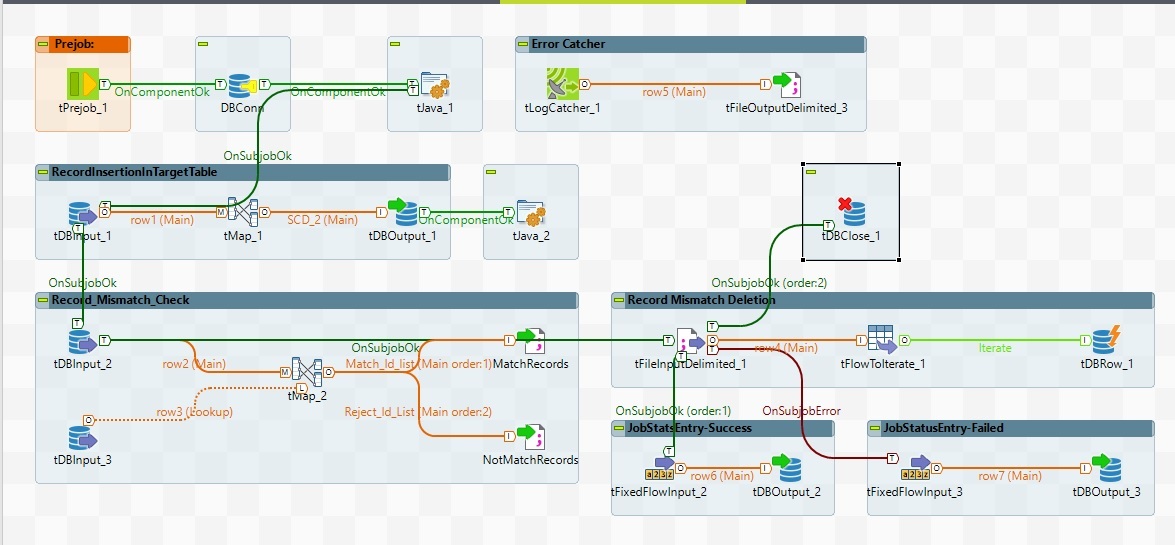 Prejob:
Error Catcher
OnComponentOk
OnComponentOk
row5 (Main)
tPrejob_1
DBConn
tJava_1
tLogCatcher_1
tFileOutputDelimited_3
OnSubjobOk
RecordInsertionInTargetTable
row1 (Main)
SCD_2 (Main)
OnComponentOk
tDBInput_1
tMap_1
tDBOutput_1
tJava_2
tDBClose_1
OnSubjobOk
OnSubjobOk (order:2)
Record_Mismatch_Check
Record Mismatch Deletion
OnSubjobOk
row4 (Main)
Iterate
tDBInput_2
row2 (Main)
Match_Id_list (Main order:1)
MatchRecords
tFileInputDelimited_1
tFlowToIterate_1
tDBRow_1
tMap_2
row3 (Lookup)
Reject_Id_List (Main order:2)
OnSubjobOk (order:1)
OnSubjobError
JobStatsEntry-Success
JobStatusEntry-Failed
tDBInput_3
NotMatchRecords
row6 (Main)
row7 (Main)
tFixedFlowInput_2
tDBOutput_2
tFixedFlowInput_3
tDBOutput_3